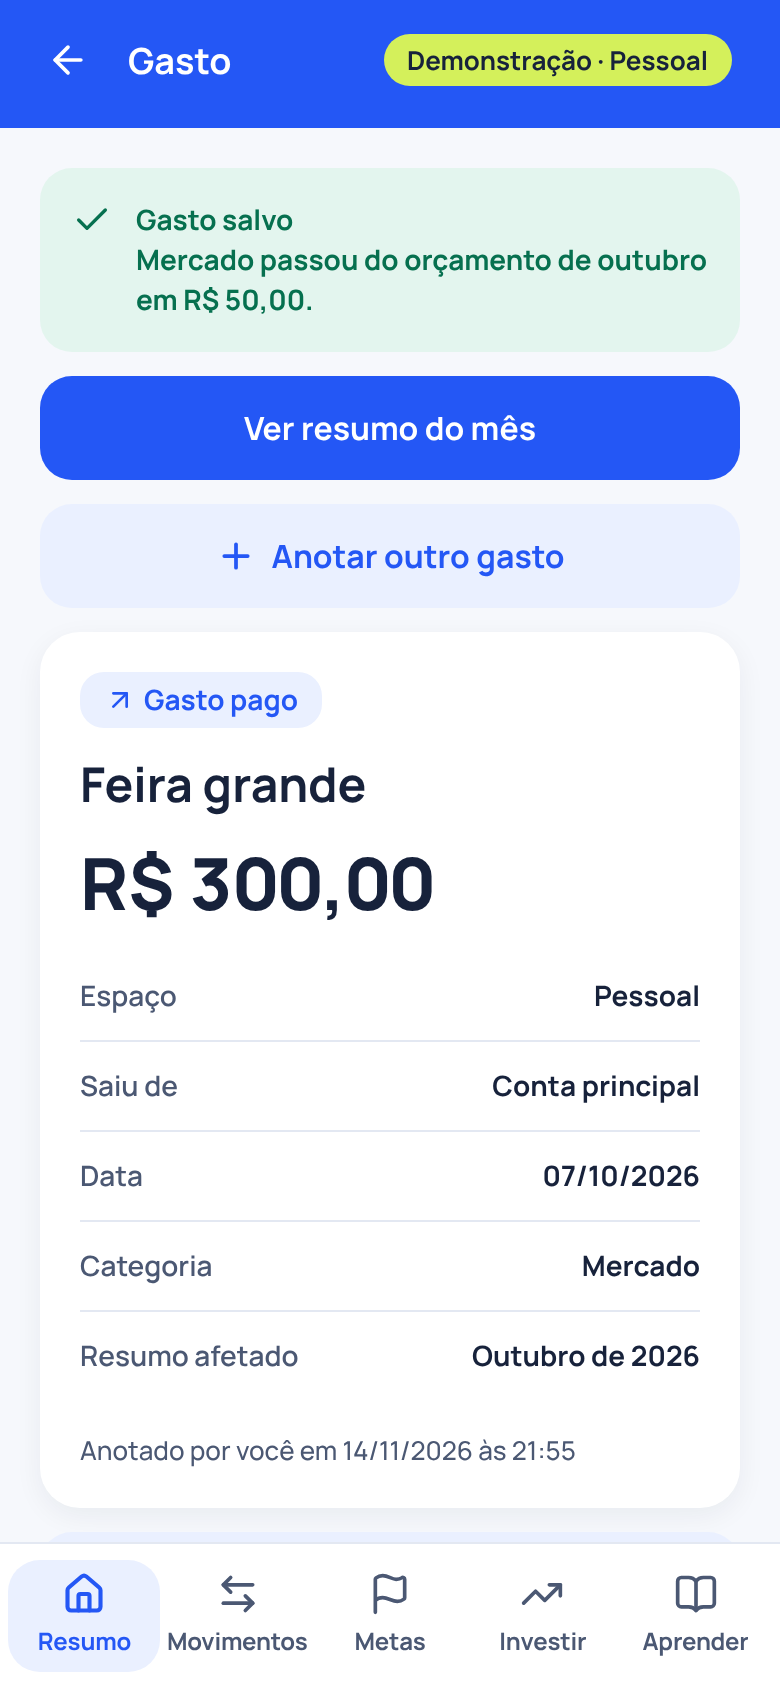 Gasto
Demonstração · Pessoal
Gasto salvo
Mercado passou do orçamento de outubro
em R$ 50,00.
Ver resumo do mês
Anotar outro gasto
Gasto pago
Feira grande
R$ 300,00
Espaço Pessoal
Saiu de Conta principal
Data 07/10/2026
Categoria Mercado
Resumo afetado Outubro de 2026
Anotado por você em 14/11/2026 às 21:55
Resumo Movimentos Metas Investir Aprender